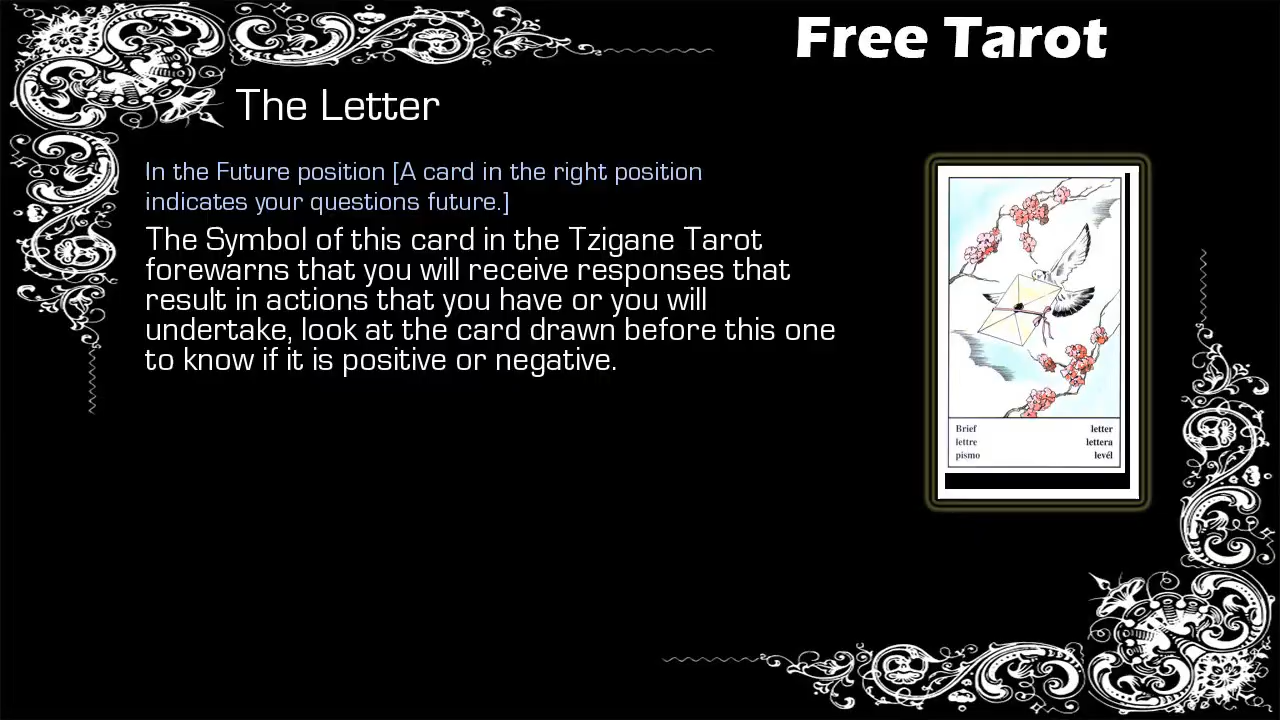 Free Tarot
The Letter
In the Future position [A card in the right position
indicates your questions future.]
The Symbol of this card in the Tzigane Tarot
forewarns that you will receive responses that
result in actions that you have or you will
undertake, look at the card drawn before this one
to know if it is positive or negative.
Brief letter
lettre lettera
pismo levél